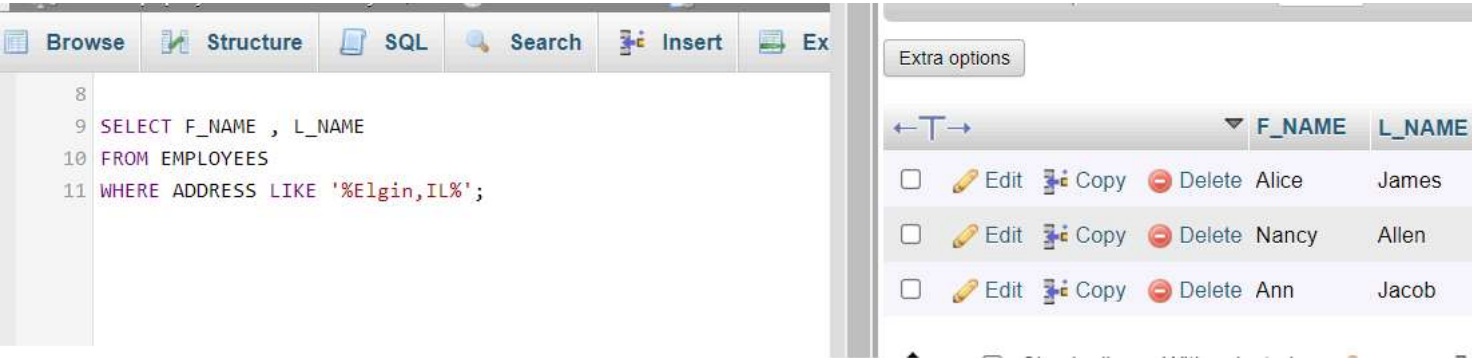 Browse Structure SQL Search Insert Ex
8
9 SELECT F_NAME , L_NAME
10 FROM EMPLOYEES
11 WHERE ADDRESS LIKE '%Elgin,IL%';
Extra options
←T→ ▼ F_NAME L_NAME
Edit Copy Delete Alice James
Edit Copy Delete Nancy Allen
Edit Copy Delete Ann Jacob